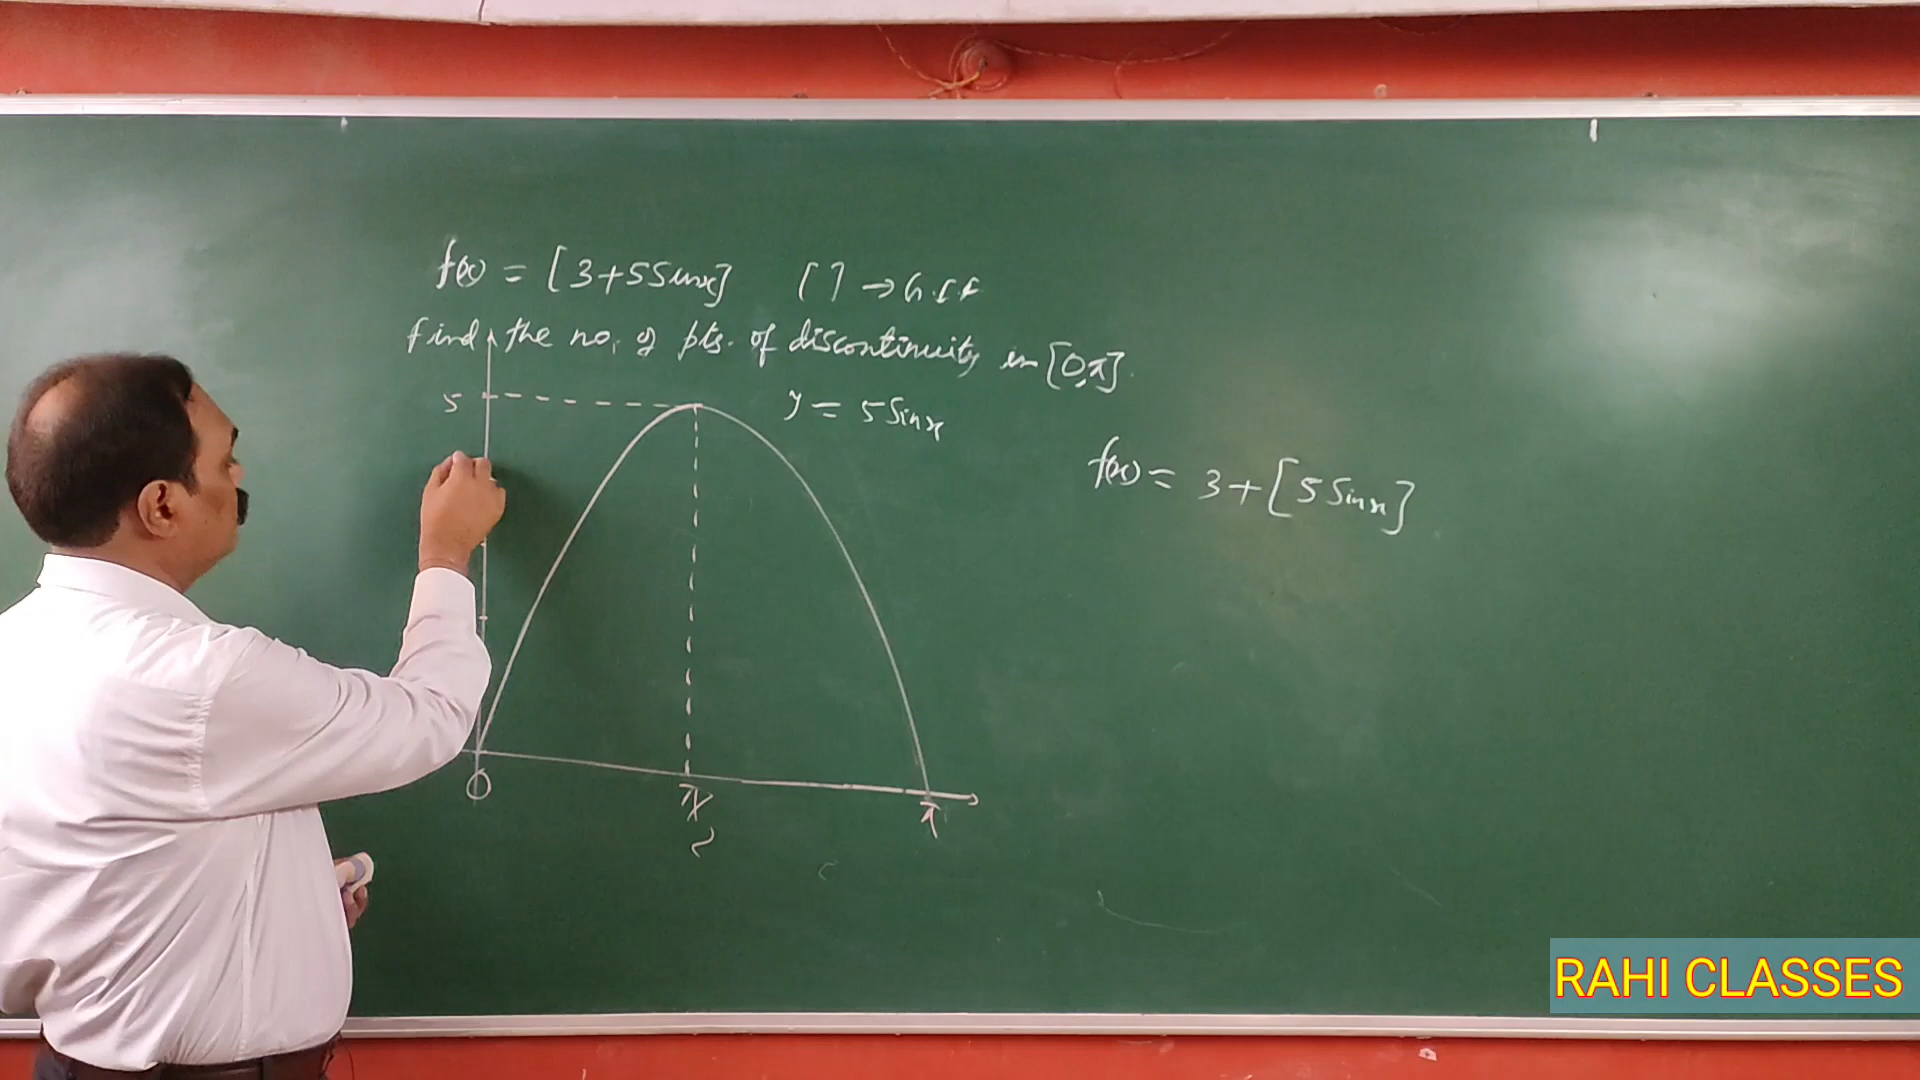 f(x) = [3+5Sinx] [ ] → G.I.F
find the no. of pts. of discontinuity in [0,π].
5
y = 5Sinx
f(x) = 3+[5Sinx]
0
π/2
π
RAHI CLASSES